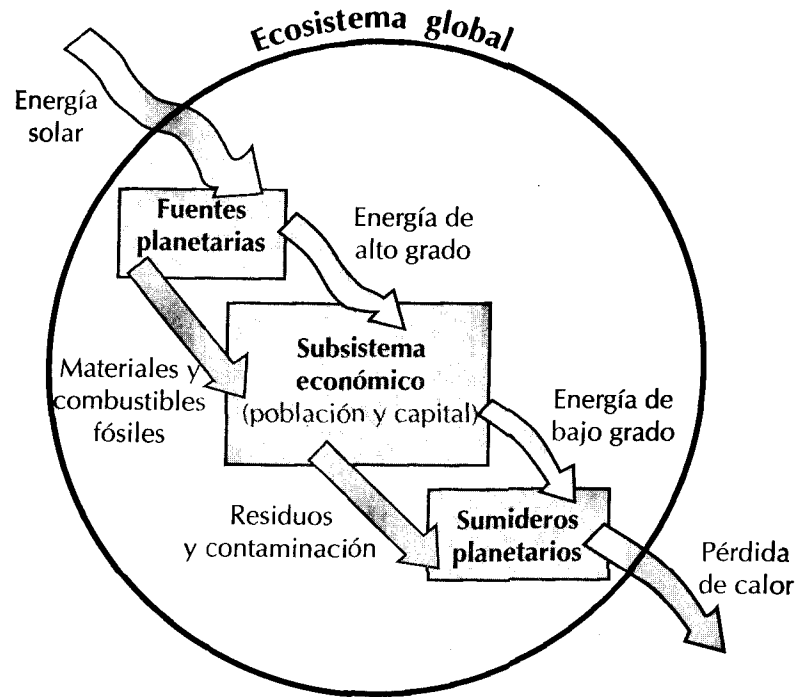 Ecosistema global
Energía
solar
Fuentes
planetarias
Energía de
alto grado
Materiales y
combustibles
fósiles
Subsistema
económico
(población y capital)
Energía de
bajo grado
Residuos
y contaminación
Sumideros
planetarios
Pérdida
de calor